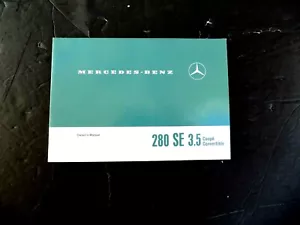 MERCEDES-BENZ
Owner's Manual
280 SE 3.5 Coupé
Convertible